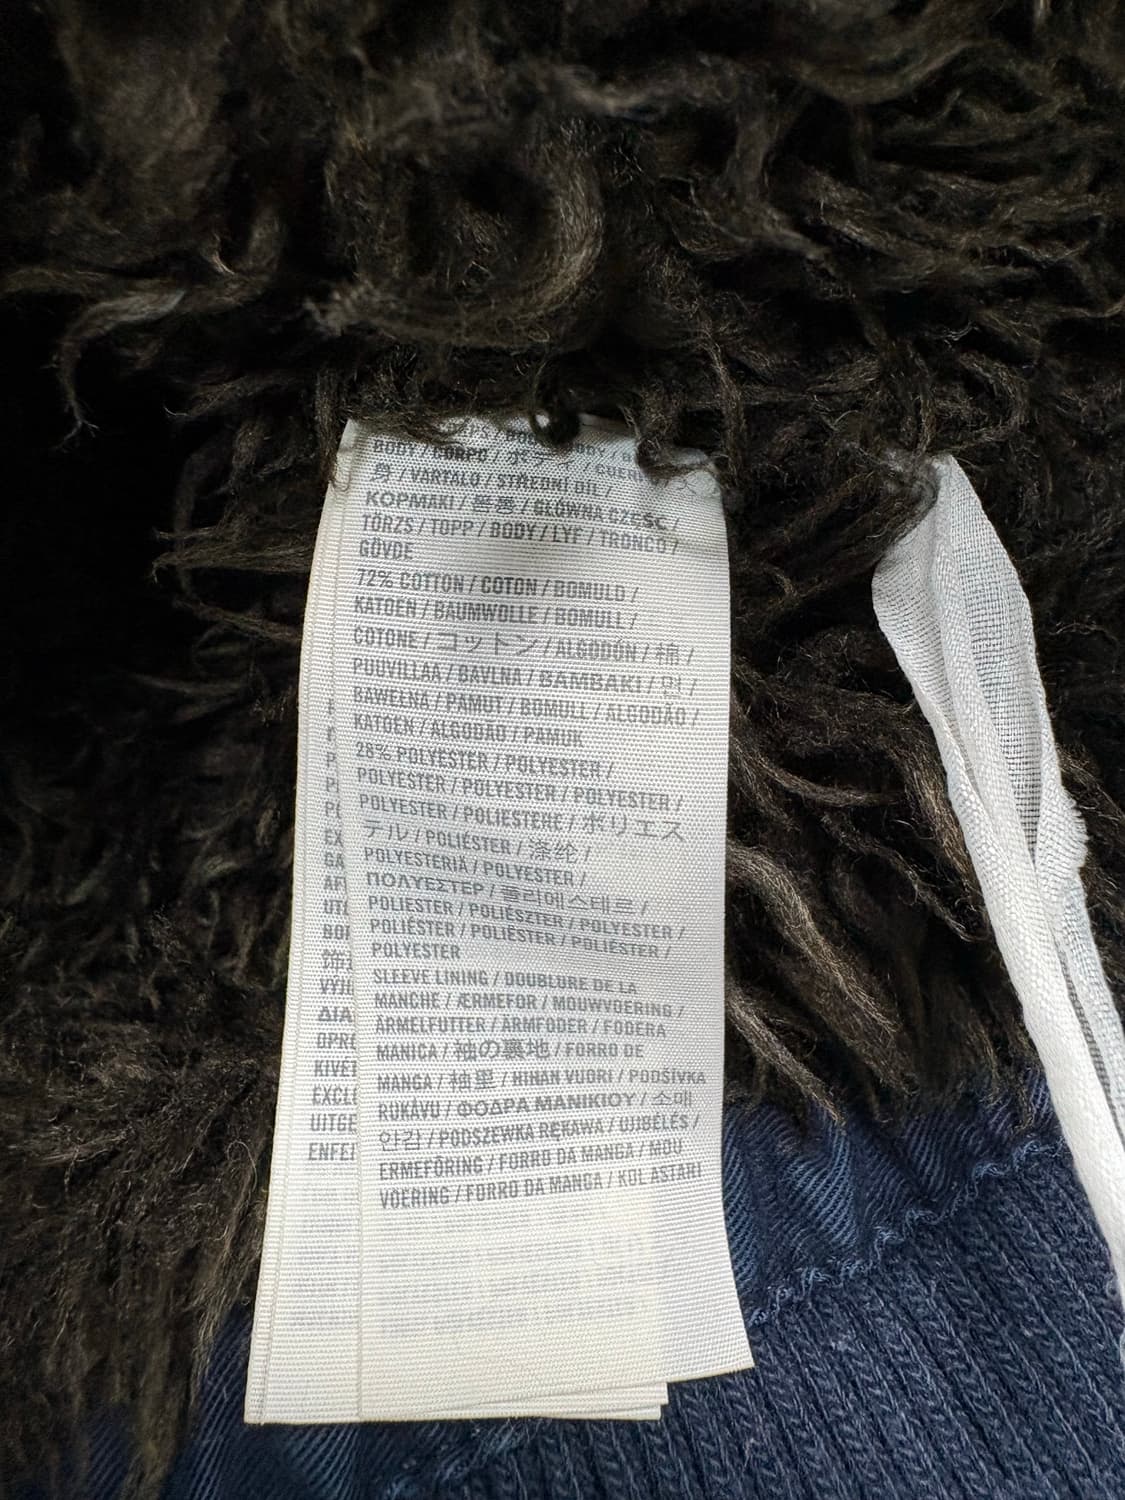 BODY / CORPO / ボディ /
身 / VARTALO / STŘEDNÍ DÍL /
ΚΟΡΜΑΚΙ / 몸통 / GŁÓWNA CZĘŚĆ /
TÖRZS / TOPP / BODY / LYF / TRONCO /
GÖVDE
72% COTTON / COTON / BOMULD /
KATOEN / BAUMWOLLE / BOMULL /
COTONE / コットン / ALGODÓN / 棉 /
PUUVILLAA / BAVLNA / ΒΑΜΒΑΚΙ / 면 /
BAWEŁNA / PAMUT / BOMULL / ALGODÃO /
KATOEN / ALGODÃO / PAMUK
28% POLYESTER / POLYESTER /
POLYESTER / POLYESTER / POLYESTER /
POLYESTER / POLIESTERE / ポリエス
テル / POLIÉSTER / 涤纶 /
POLYESTERIÄ / POLYESTER /
ΠΟΛΥΕΣΤΕΡ / 폴리에스테르 /
POLIESTER / POLIÉSZTER / POLYESTER /
POLIÉSTER / POLIËSTER / POLIÉSTER /
POLYESTER
SLEEVE LINING / DOUBLURE DE LA
MANCHE / ÆRMEFOR / MOUWVOERING /
ÄRMELFUTTER / ÄRMFODER / FODERA
MANICA / 袖の裏地 / FORRO DE
MANGA / 袖里 / HIHAN VUORI / PODŠÍVKA
RUKÁVU / ΦΟΔΡΑ ΜΑΝΙΚΙΟΥ / 소매
안감 / PODSZEWKA RĘKAWA / UJJBÉLÉS /
ERMEFÔRING / FORRO DA MANGA / MOU
VOERING / FORRO DA MANGA / KOL ASTARI